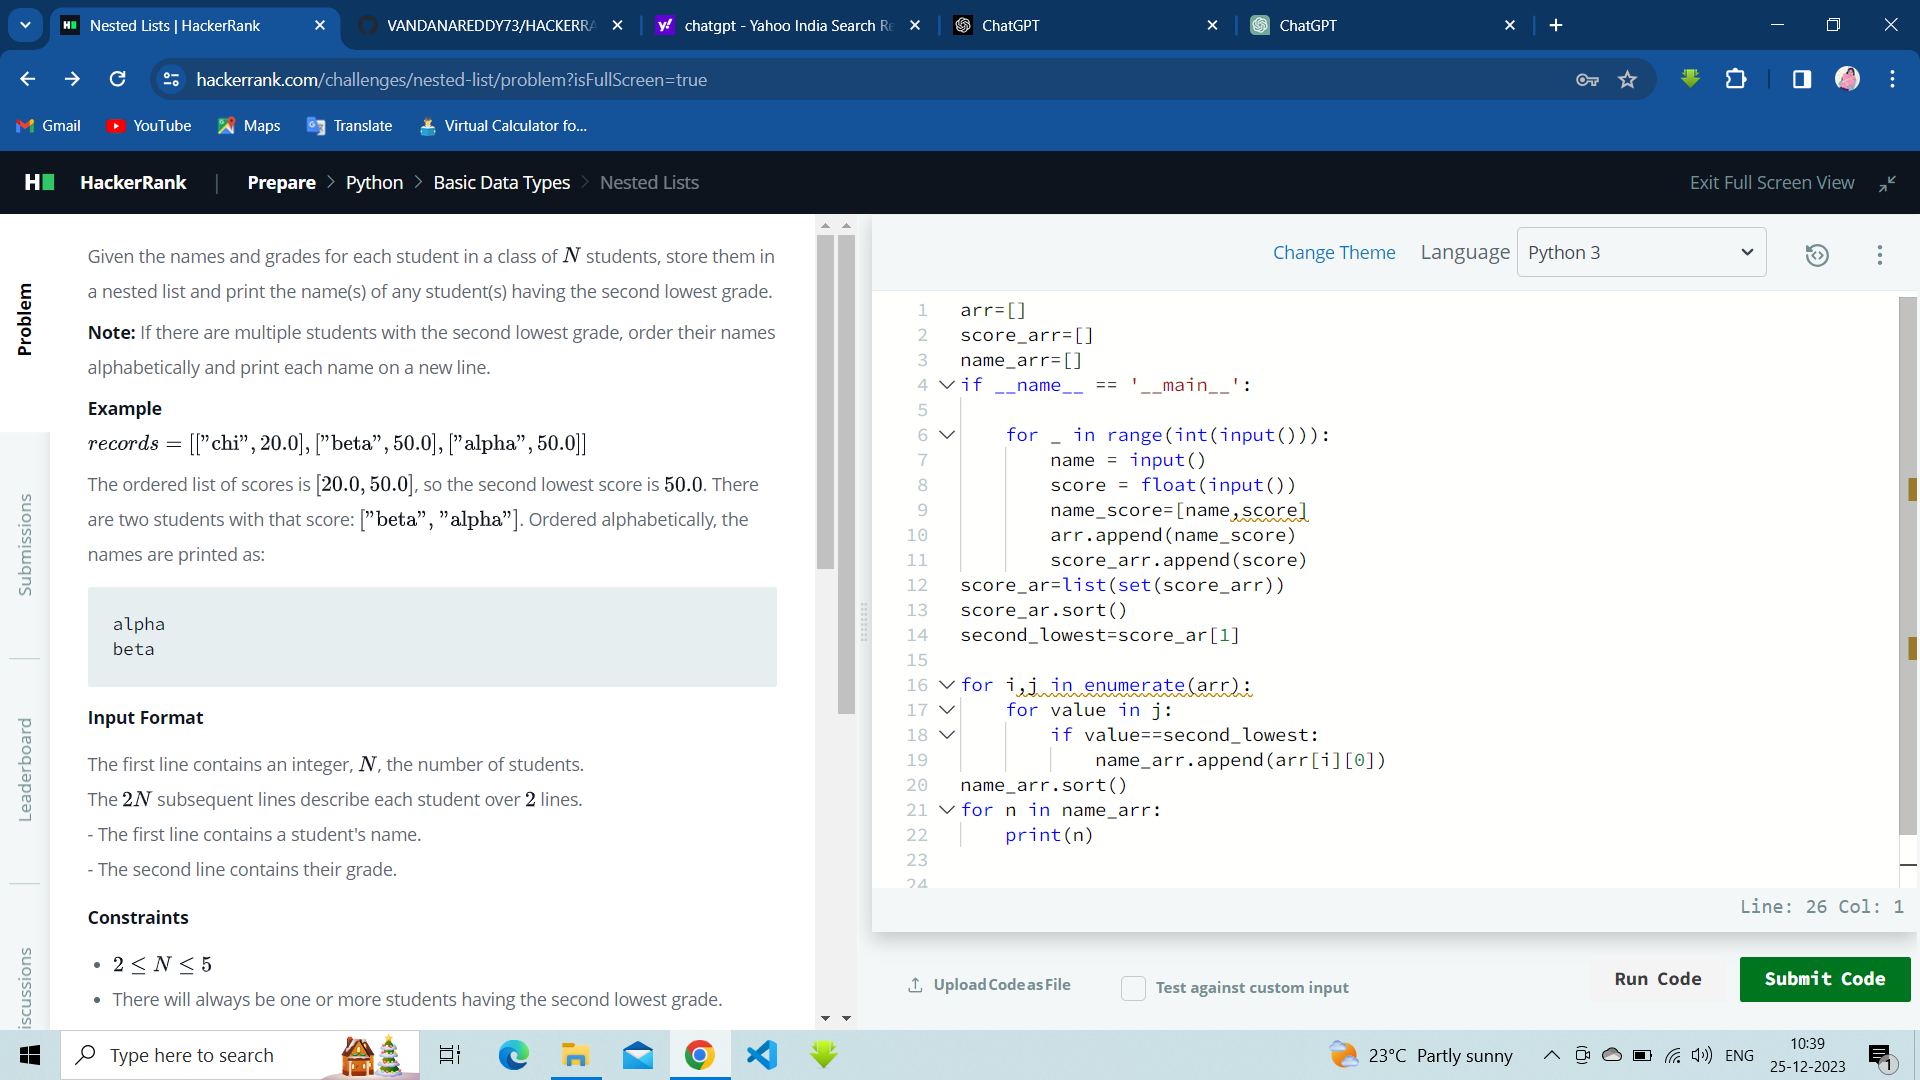 Nested Lists | HackerRank
VANDANAREDDY73/HACKERRA
chatgpt - Yahoo India Search Re
ChatGPT
ChatGPT
hackerrank.com/challenges/nested-list/problem?isFullScreen=true
Gmail
YouTube
Maps
Translate
Virtual Calculator fo...
HackerRank | Prepare > Python > Basic Data Types > Nested Lists
Exit Full Screen View
Problem
Submissions
Leaderboard
iscussions
Given the names and grades for each student in a class of N students, store them in
a nested list and print the name(s) of any student(s) having the second lowest grade.
Note: If there are multiple students with the second lowest grade, order their names
alphabetically and print each name on a new line.
Example
records = [["chi", 20.0], ["beta", 50.0], ["alpha", 50.0]]
The ordered list of scores is [20.0, 50.0], so the second lowest score is 50.0. There
are two students with that score: ["beta", "alpha"]. Ordered alphabetically, the
names are printed as:
alpha
beta
Input Format
The first line contains an integer, N, the number of students.
The 2N subsequent lines describe each student over 2 lines.
- The first line contains a student's name.
- The second line contains their grade.
Constraints
• 2 ≤ N ≤ 5
• There will always be one or more students having the second lowest grade.
Change Theme Language Python 3
1 arr=[]
2 score_arr=[]
3 name_arr=[]
4 if __name__ == '__main__':
5
6 for _ in range(int(input())):
7 name = input()
8 score = float(input())
9 name_score=[name,score]
10 arr.append(name_score)
11 score_arr.append(score)
12 score_ar=list(set(score_arr))
13 score_ar.sort()
14 second_lowest=score_ar[1]
15
16 for i,j in enumerate(arr):
17 for value in j:
18 if value==second_lowest:
19 name_arr.append(arr[i][0])
20 name_arr.sort()
21 for n in name_arr:
22 print(n)
23
24
Line: 26 Col: 1
Upload Code as File
Test against custom input
Run Code
Submit Code
Type here to search
23°C Partly sunny
ENG
10:39
25-12-2023
1